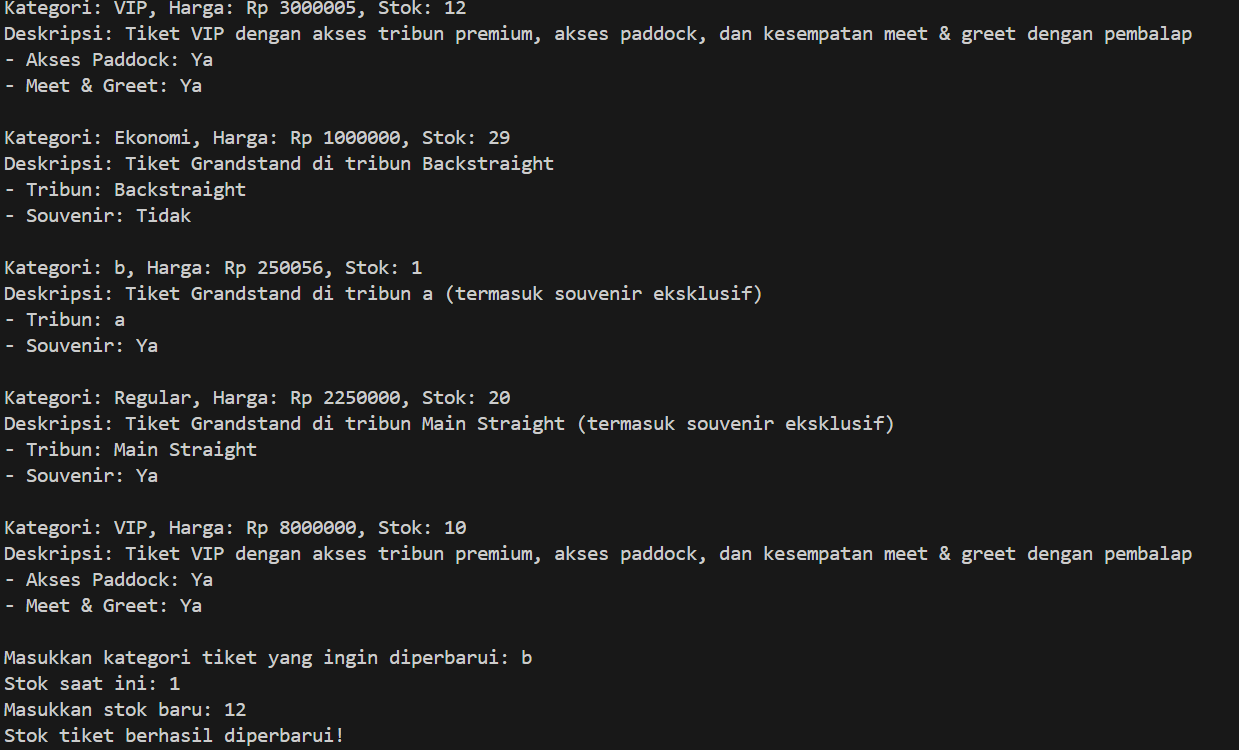 Kategori: VIP, Harga: Rp 3000005, Stok: 12
Deskripsi: Tiket VIP dengan akses tribun premium, akses paddock, dan kesempatan meet & greet dengan pembalap
- Akses Paddock: Ya
- Meet & Greet: Ya
Kategori: Ekonomi, Harga: Rp 1000000, Stok: 29
Deskripsi: Tiket Grandstand di tribun Backstraight
- Tribun: Backstraight
- Souvenir: Tidak
Kategori: b, Harga: Rp 250056, Stok: 1
Deskripsi: Tiket Grandstand di tribun a (termasuk souvenir eksklusif)
- Tribun: a
- Souvenir: Ya
Kategori: Regular, Harga: Rp 2250000, Stok: 20
Deskripsi: Tiket Grandstand di tribun Main Straight (termasuk souvenir eksklusif)
- Tribun: Main Straight
- Souvenir: Ya
Kategori: VIP, Harga: Rp 8000000, Stok: 10
Deskripsi: Tiket VIP dengan akses tribun premium, akses paddock, dan kesempatan meet & greet dengan pembalap
- Akses Paddock: Ya
- Meet & Greet: Ya
Masukkan kategori tiket yang ingin diperbarui: b
Stok saat ini: 1
Masukkan stok baru: 12
Stok tiket berhasil diperbarui!